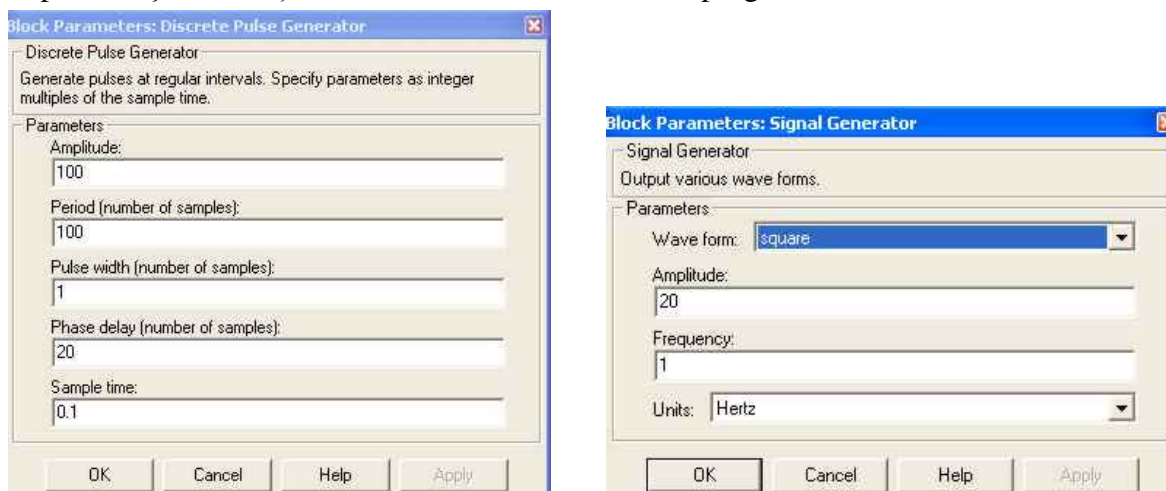 Block Parameters: Discrete Pulse Generator
Discrete Pulse Generator
Generate pulses at regular intervals. Specify parameters as integer
multiples of the sample time.
Parameters
Amplitude:
100
Period (number of samples):
100
Pulse width (number of samples):
1
Phase delay (number of samples):
20
Sample time:
0.1
OK Cancel Help Apply
Block Parameters: Signal Generator
Signal Generator
Output various wave forms.
Parameters
Wave form: square
Amplitude:
20
Frequency:
1
Units: Hertz
OK Cancel Help Apply